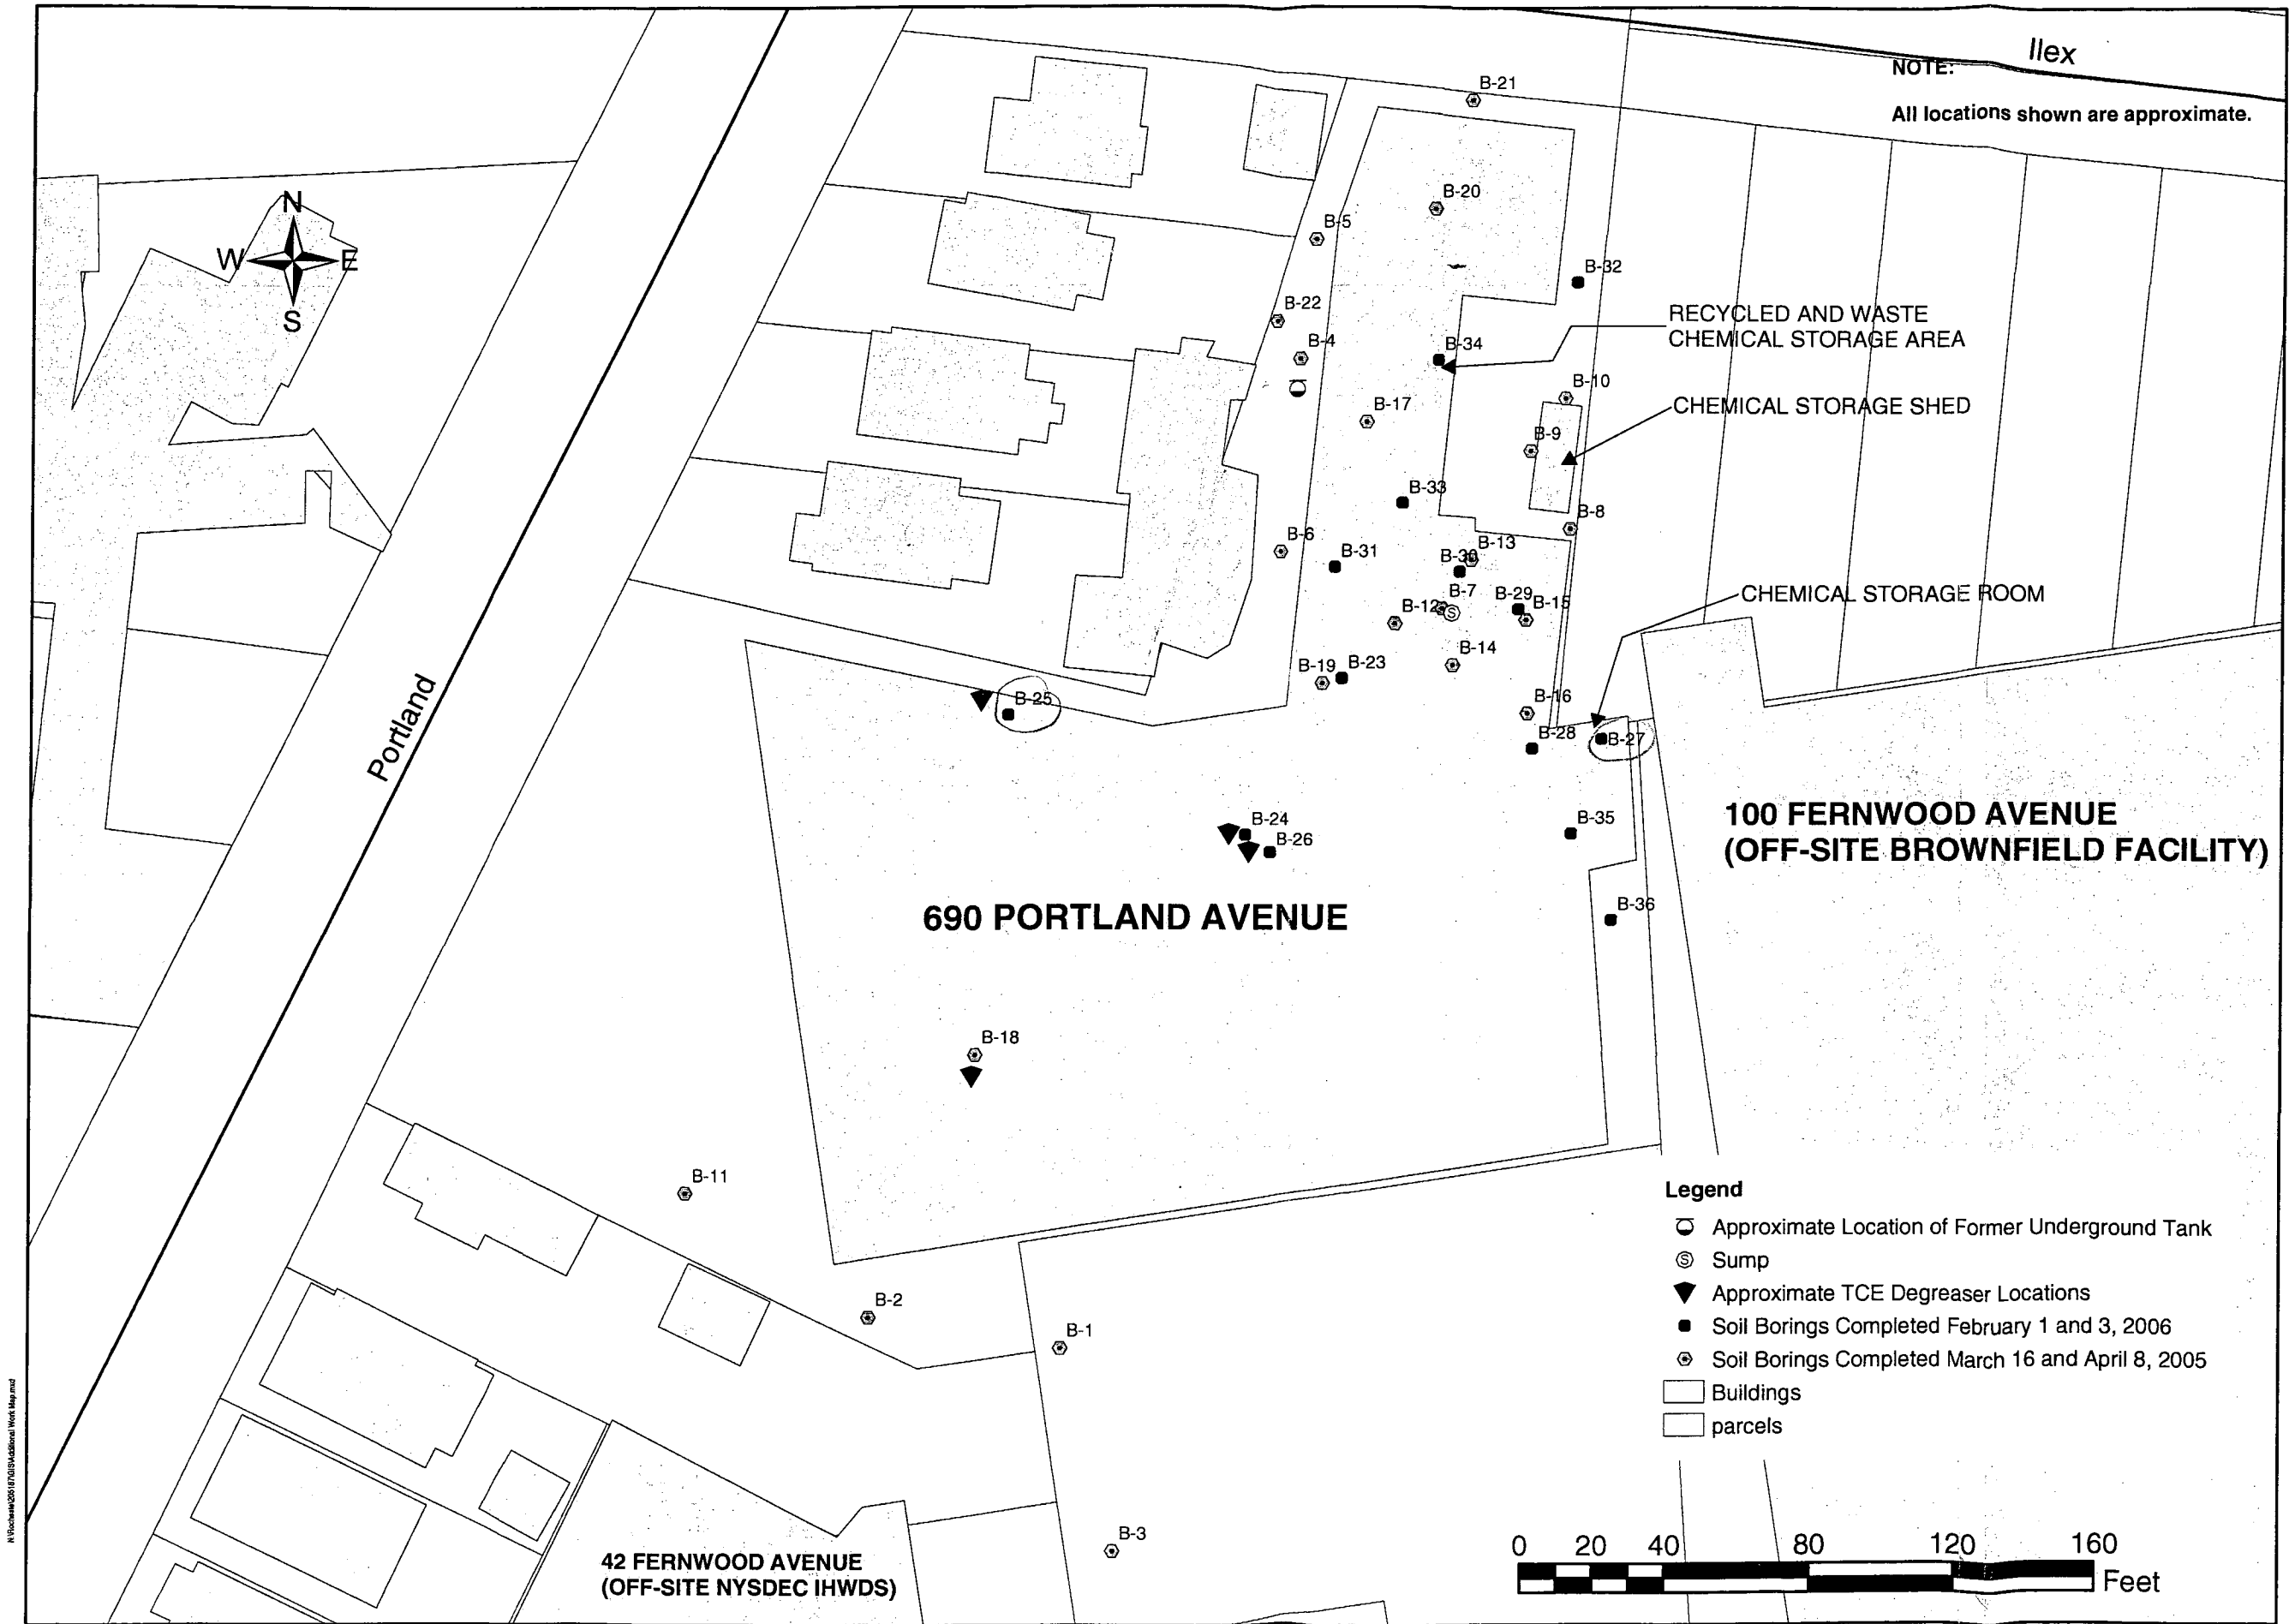 Ilex
NOTE:
All locations shown are approximate.
B-21
N
W E
S
B-20
B-5
B-32
B-22
RECYCLED AND WASTE
CHEMICAL STORAGE AREA
B-4
B-34
B-10
CHEMICAL STORAGE SHED
B-17
B-9
B-33
B-8
B-6
B-31
B-13
B-30
B-7
B-29
B-15
B-12
S
CHEMICAL STORAGE ROOM
B-14
B-19
B-23
B-25
B-16
Portland
B-28
B-27
B-24
B-26
B-35
100 FERNWOOD AVENUE
(OFF-SITE BROWNFIELD FACILITY)
690 PORTLAND AVENUE
B-36
B-18
B-11
B-2
B-1
B-3
Legend
Approximate Location of Former Underground Tank
S Sump
Approximate TCE Degreaser Locations
Soil Borings Completed February 1 and 3, 2006
Soil Borings Completed March 16 and April 8, 2005
Buildings
parcels
42 FERNWOOD AVENUE
(OFF-SITE NYSDEC IHWDS)
0 20 40 80 120 160
Feet